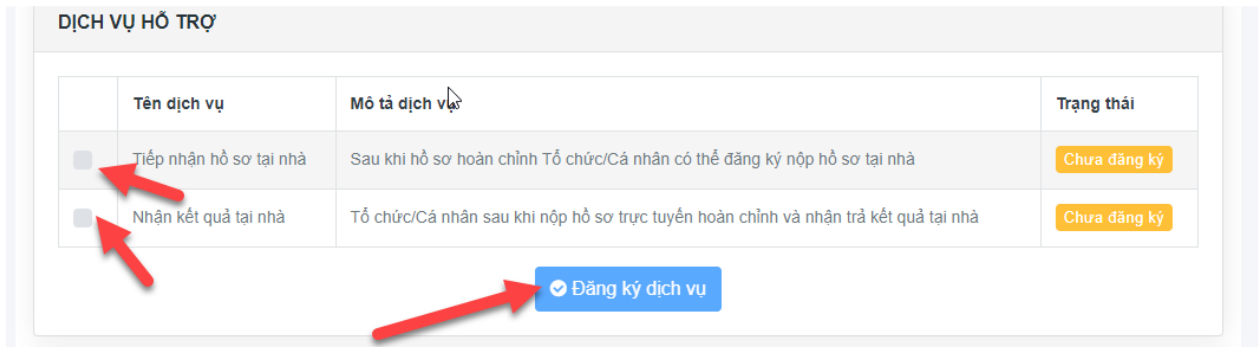 DỊCH VỤ HỖ TRỢ
Tên dịch vụ Mô tả dịch vụ Trạng thái
Tiếp nhận hồ sơ tại nhà Sau khi hồ sơ hoàn chỉnh Tổ chức/Cá nhân có thể đăng ký nộp hồ sơ tại nhà Chưa đăng ký
Nhận kết quả tại nhà Tổ chức/Cá nhân sau khi nộp hồ sơ trực tuyến hoàn chỉnh và nhận trả kết quả tại nhà Chưa đăng ký
Đăng ký dịch vụ